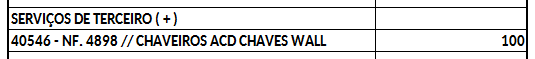 SERVIÇOS DE TERCEIRO ( + )
40546 - NF. 4898 // CHAVEIROS ACD CHAVES WALL 100